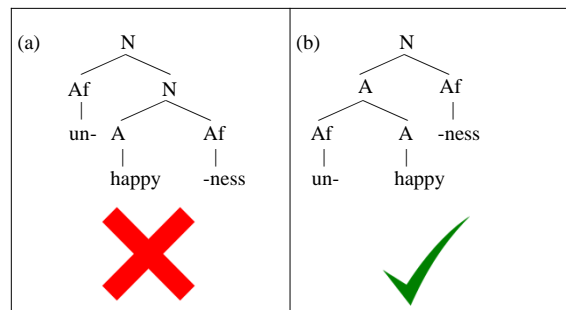 (a) N (b) N
Af N A Af
un- A Af Af A -ness
happy -ness un- happy